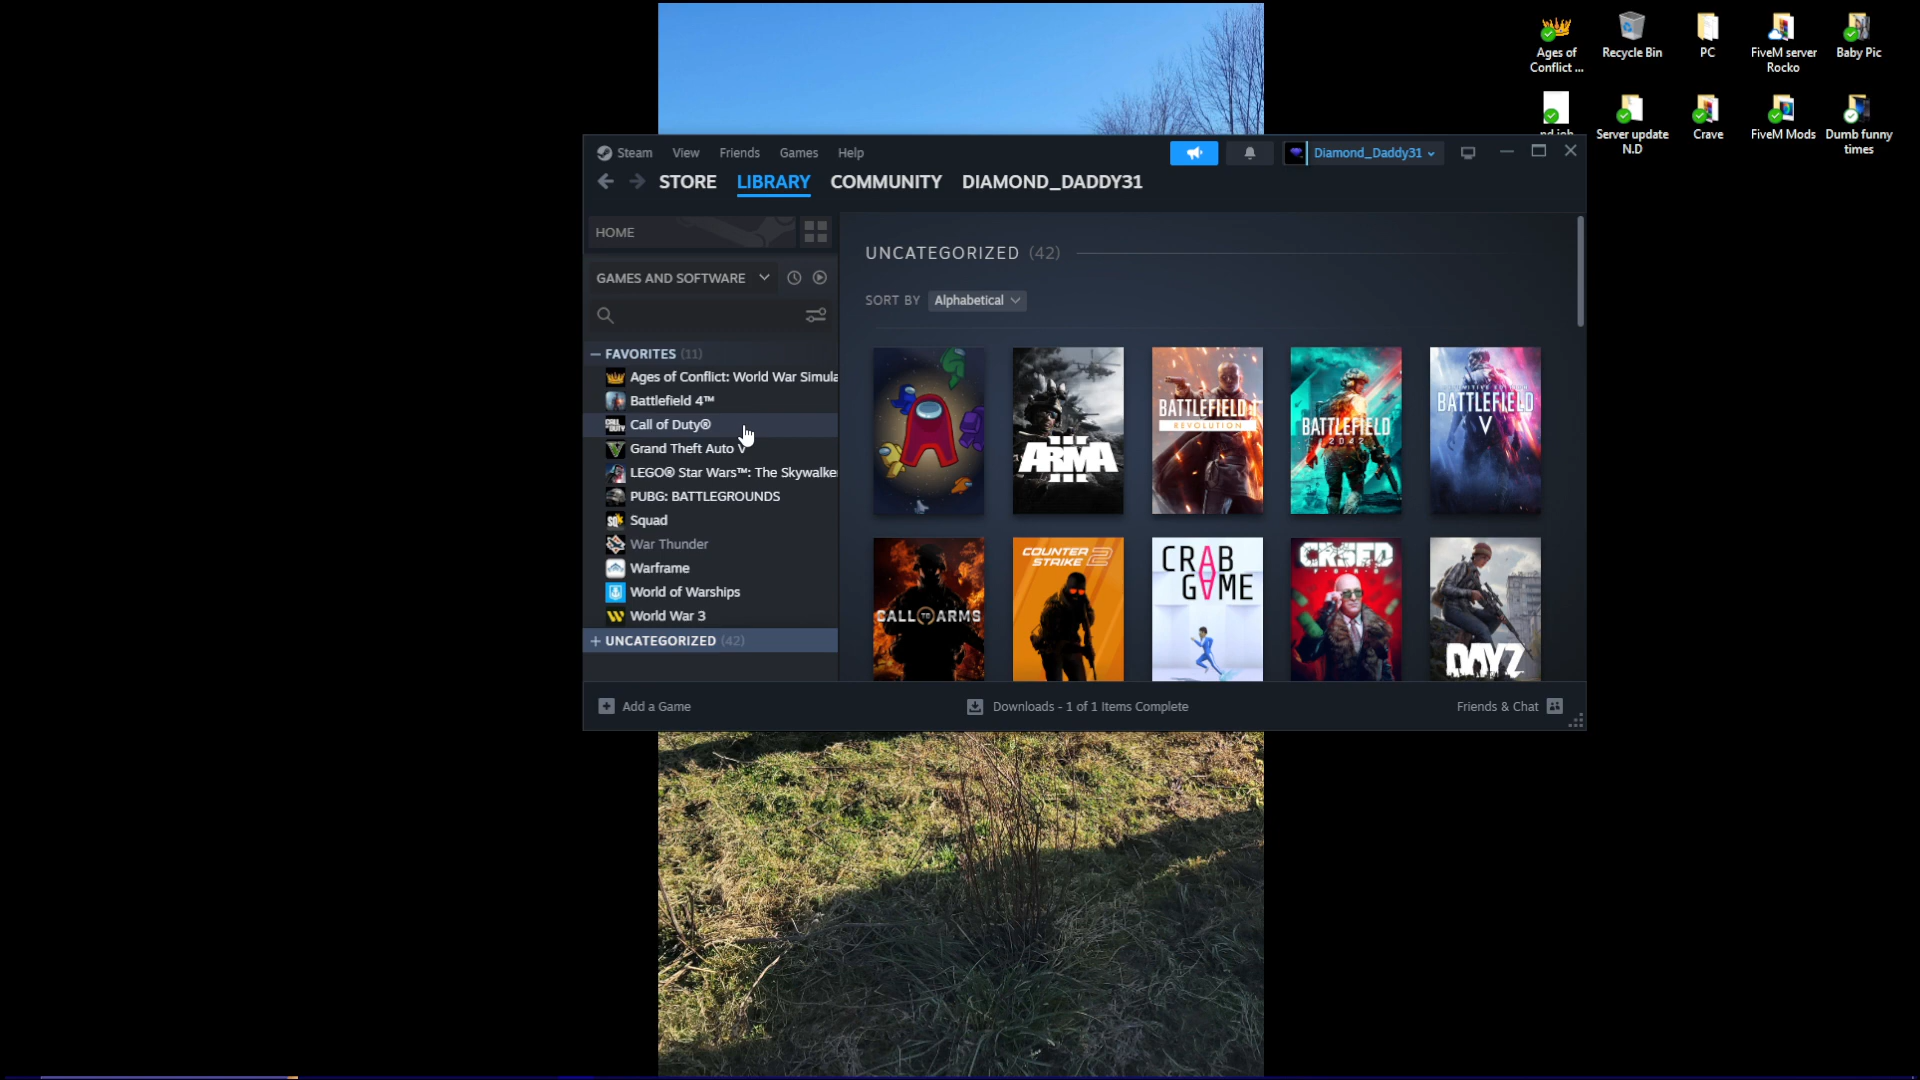 Ages of
Conflict ...
Recycle Bin
PC
FiveM server
Rocko
Baby Pic
Server update
N.D
Crave
FiveM Mods
Dumb funny
times
Steam View Friends Games Help
Diamond_Daddy31
STORE LIBRARY COMMUNITY DIAMOND_DADDY31
HOME
GAMES AND SOFTWARE
FAVORITES (11)
Ages of Conflict: World War Simula
Battlefield 4™
Call of Duty®
Grand Theft Auto V
LEGO® Star Wars™: The Skywalke
PUBG: BATTLEGROUNDS
Squad
War Thunder
Warframe
World of Warships
World War 3
+ UNCATEGORIZED (42)
UNCATEGORIZED (42)
SORT BY Alphabetical
ARMA
III
BATTLEFIELD 1
REVOLUTION
BATTLEFIELD
2042
BATTLEFIELD
V
CALL TO ARMS
COUNTER
STRIKE 2
CRAB
GAME
CRSED
DAYZ
Add a Game
Downloads - 1 of 1 Items Complete
Friends & Chat